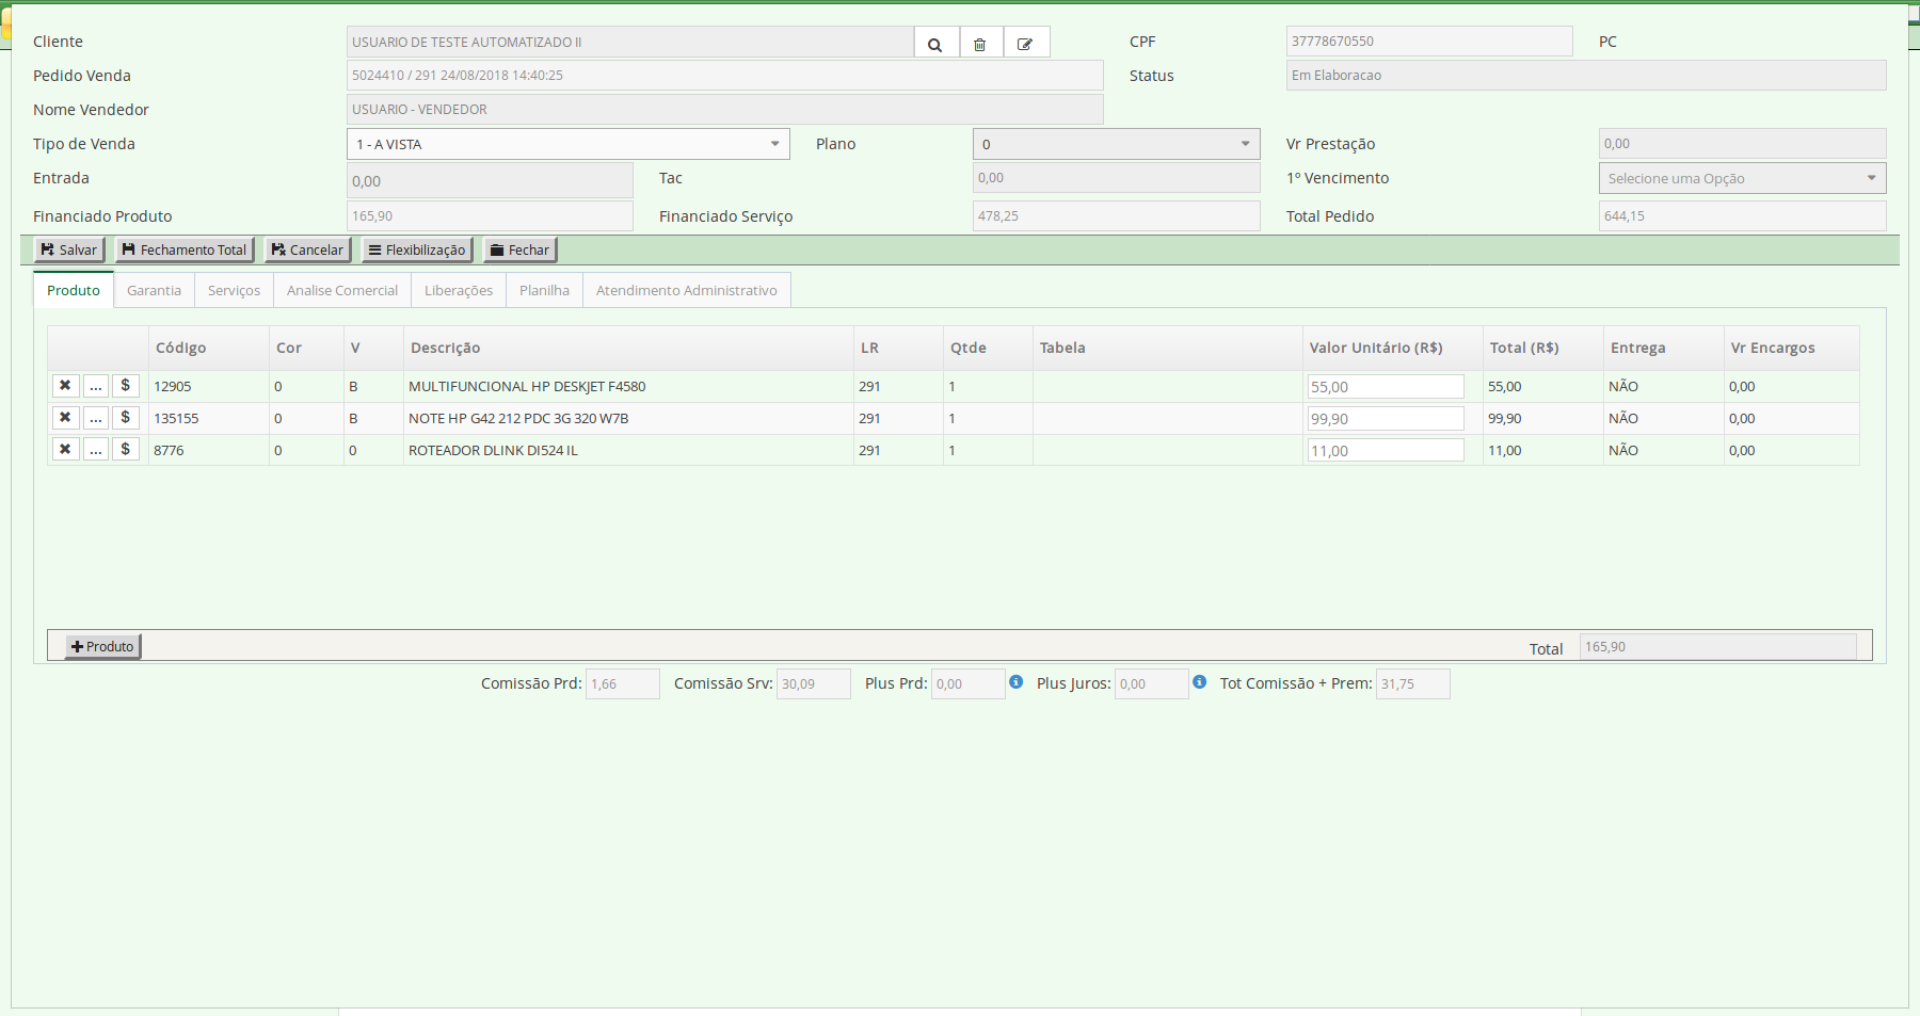 Cliente USUARIO DE TESTE AUTOMATIZADO II CPF 37778670550 PC
Pedido Venda 5024410 / 291 24/08/2018 14:40:25 Status Em Elaboracao
Nome Vendedor USUARIO - VENDEDOR
Tipo de Venda 1 - A VISTA Plano 0 Vr Prestação 0,00
Entrada 0,00 Tac 0,00 1º Vencimento Selecione uma Opção
Financiado Produto 165,90 Financiado Serviço 478,25 Total Pedido 644,15
Salvar Fechamento Total Cancelar Flexibilização Fechar
Produto Garantia Serviços Analise Comercial Liberações Planilha Atendimento Administrativo
Código Cor V Descrição LR Qtde Tabela Valor Unitário (R$) Total (R$) Entrega Vr Encargos
... $ 12905 0 B MULTIFUNCIONAL HP DESKJET F4580 291 1 55,00 55,00 NÃO 0,00
... $ 135155 0 B NOTE HP G42 212 PDC 3G 320 W7B 291 1 99,90 99,90 NÃO 0,00
... $ 8776 0 0 ROTEADOR DLINK DI524 IL 291 1 11,00 11,00 NÃO 0,00
Produto Total 165,90
Comissão Prd: 1,66 Comissão Srv: 30,09 Plus Prd: 0,00 Plus Juros: 0,00 Tot Comissão + Prem: 31,75